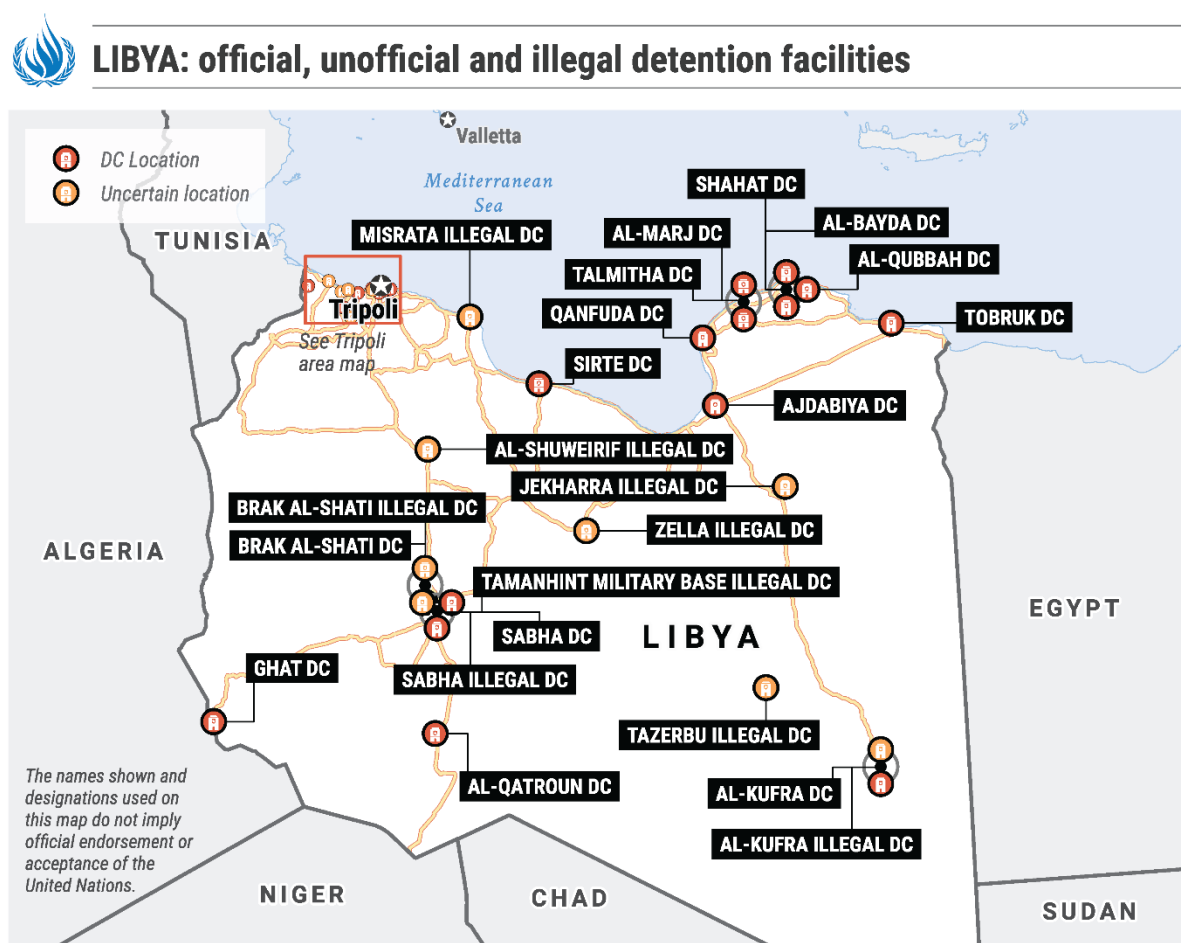 LIBYA: official, unofficial and illegal detention facilities
DC Location
Uncertain location
Valletta
Mediterranean
Sea
TUNISIA
MISRATA ILLEGAL DC
SHAHAT DC
AL-MARJ DC
AL-BAYDA DC
TALMITHA DC
AL-QUBBAH DC
QANFUDA DC
TOBRUK DC
Tripoli
See Tripoli
area map
SIRTE DC
AJDABIYA DC
AL-SHUWEIRIF ILLEGAL DC
JEKHARRA ILLEGAL DC
BRAK AL-SHATI ILLEGAL DC
ZELLA ILLEGAL DC
BRAK AL-SHATI DC
ALGERIA
TAMANHINT MILITARY BASE ILLEGAL DC
EGYPT
SABHA DC
LIBYA
GHAT DC
SABHA ILLEGAL DC
TAZERBU ILLEGAL DC
AL-QATROUN DC
AL-KUFRA DC
AL-KUFRA ILLEGAL DC
The names shown and
designations used on
this map do not imply
official endorsement or
acceptance of the
United Nations.
NIGER
CHAD
SUDAN